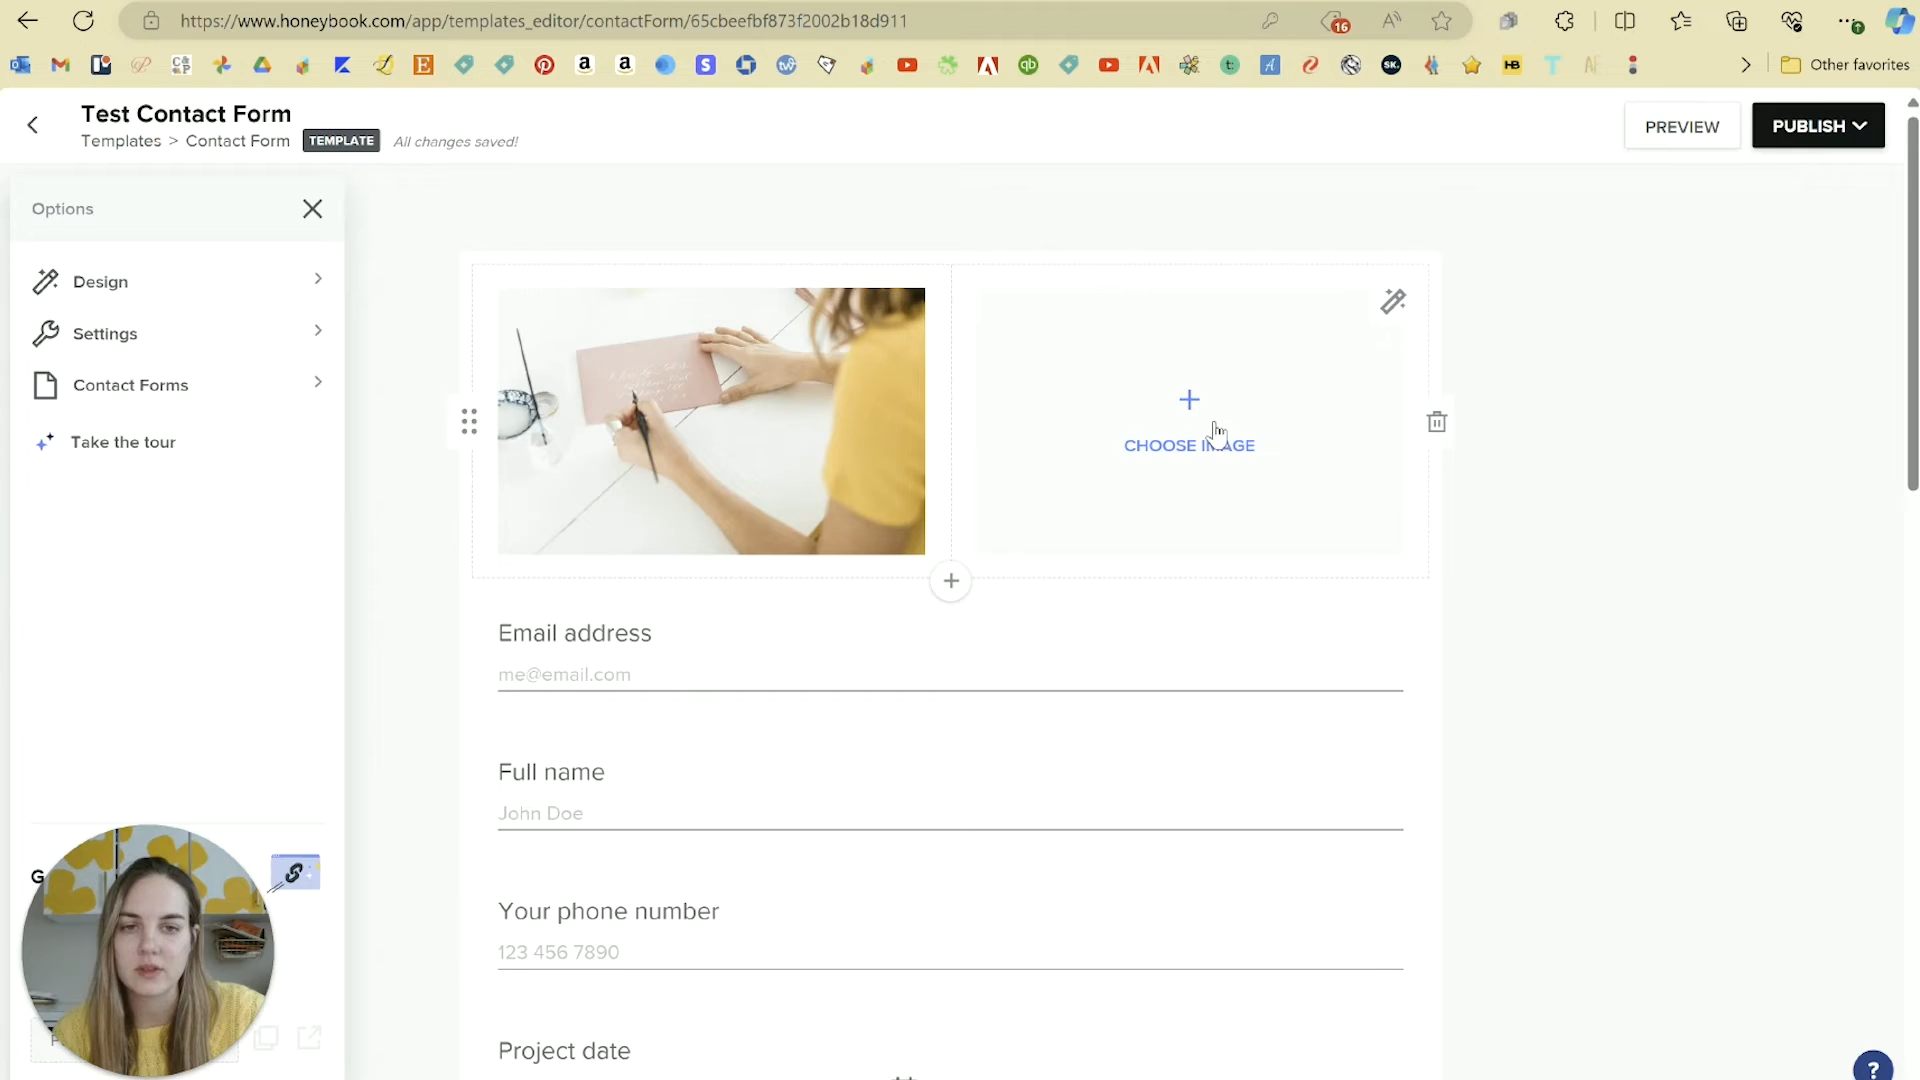 https://www.honeybook.com/app/templates_editor/contactForm/65cbeefbf873f2002b18d911
16
Other favorites
Test Contact Form
Templates > Contact Form
TEMPLATE
All changes saved!
PREVIEW
PUBLISH
Options
Design
Settings
Contact Forms
Take the tour
CHOOSE IMAGE
Email address
me@email.com
Full name
John Doe
Your phone number
123 456 7890
Project date